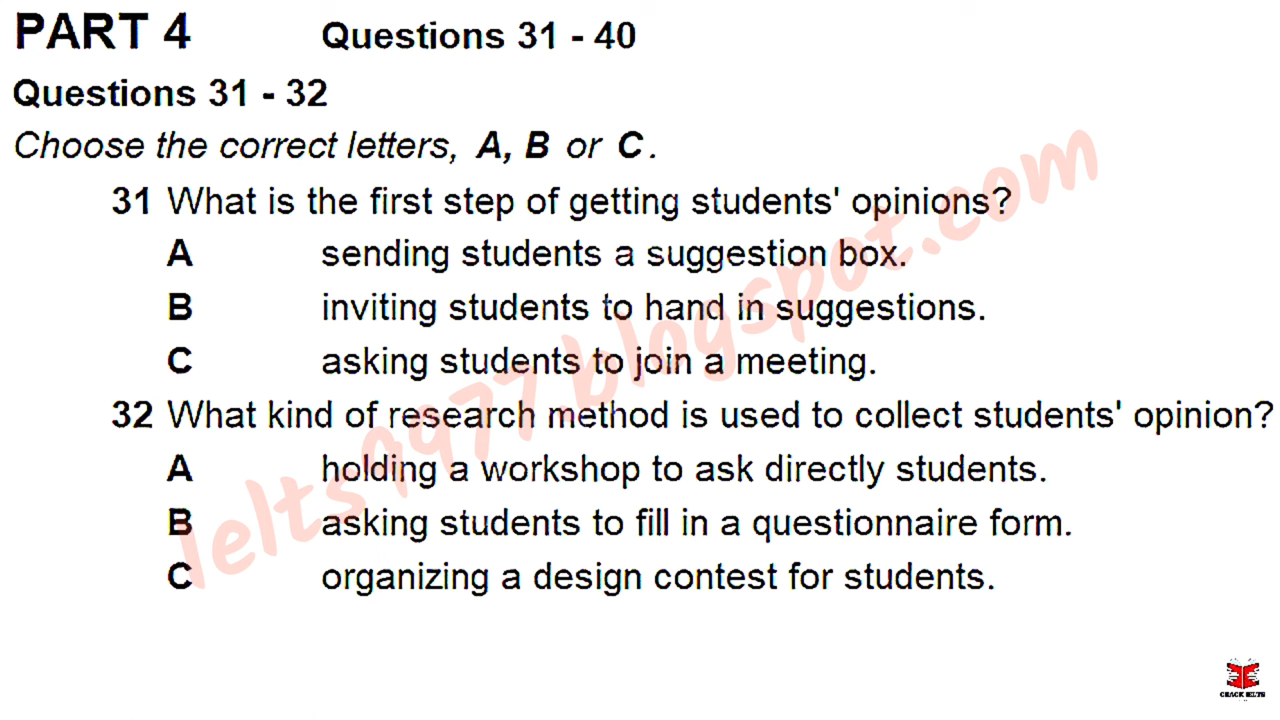 PART 4 Questions 31 - 40
Questions 31 - 32
Choose the correct letters, A, B or C.
31 What is the first step of getting students' opinions?
A sending students a suggestion box.
B inviting students to hand in suggestions.
C asking students to join a meeting.
32 What kind of research method is used to collect students' opinion?
A holding a workshop to ask directly students.
B asking students to fill in a questionnaire form.
C organizing a design contest for students.
Ielts9977.blogspot.com
CRACK IELTS